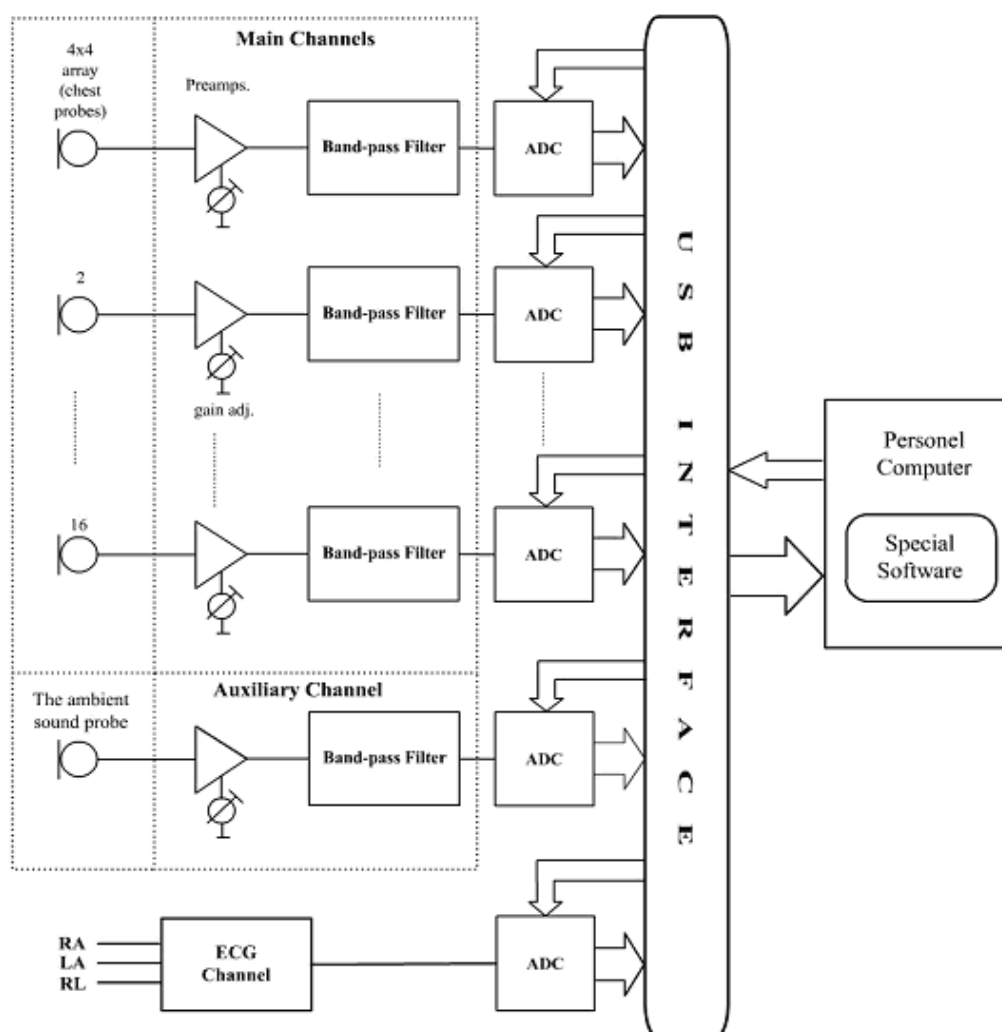 Main Channels
4x4
array
(chest
probes)
Preamps.
Band-pass Filter
ADC
2
Band-pass Filter
ADC
gain adj.
16
Band-pass Filter
ADC
USB INTERFACE
Personel
Computer
Special
Software
Auxiliary Channel
The ambient
sound probe
Band-pass Filter
ADC
RA
LA
RL
ECG
Channel
ADC